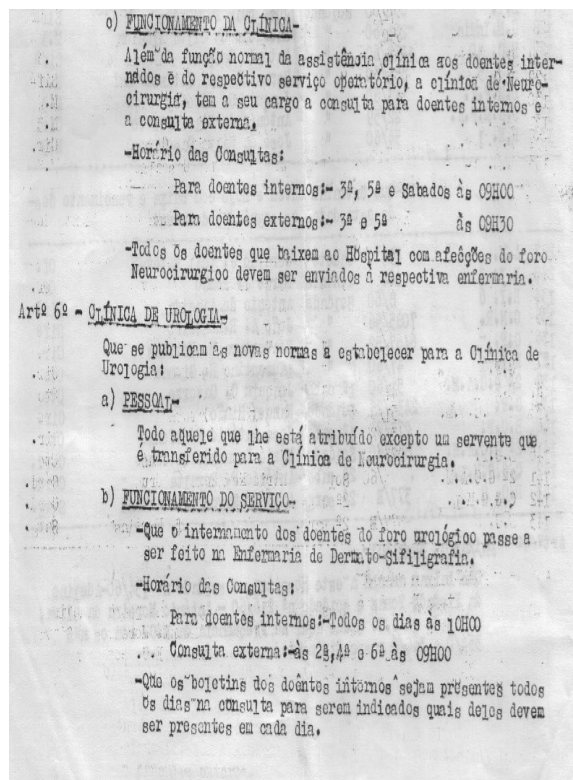 c) FUNCIONAMENTO DA CLÍNICA-
Além da função normal da assistência clínica aos doentes inter-
nados e do respectivo serviço operatório, a clínica de Neuro-
cirurgia, tem a seu cargo a consulta para doentes internos e
a consulta externa.
-Horário das Consultas:
Para doentes internos:- 3ª, 5ª e Sabados às 09H00
Para doentes externos:- 3ª e 5ª às 09H30
-Todos os doentes que baixem ao Hospital com afecções do foro
Neurocirurgico devem ser enviados à respectiva enfermaria.
Artº 6º - CLÍNICA DE UROLOGIA-
Que se publicam as novas normas a estabelecer para a Clínica de
Urologia:
a) PESSOAL-
Todo aquele que lhe está atribuído excepto um servente que
é transferido para a Clínica de Neurocirurgia.
b) FUNCIONAMENTO DO SERVICO-
-Que o internamento dos doentes do foro urológico passe a
ser feito na Enfermaria de Dermato-Sifiligrafia.
-Horário das Consultas:
Para doentes internos:-Todos os dias às 10H00
Consulta externa:-às 2ª,4ª e 6ª às 09H00
-Que os boletins dos doêntes internos sejam presentes todos
os dias na consulta para serem indicados quais deles devem
ser presentes em cada dia.